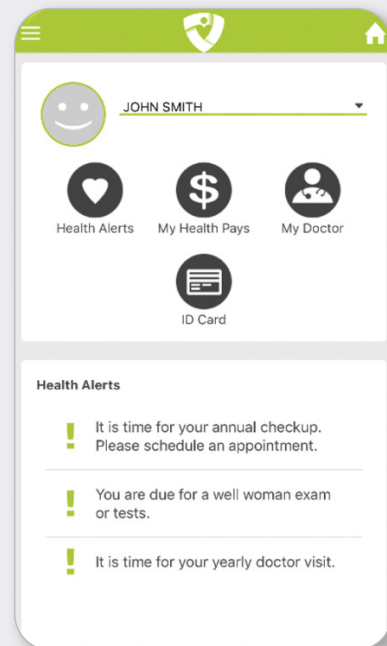 JOHN SMITH
Health Alerts
My Health Pays
My Doctor
ID Card
Health Alerts
It is time for your annual checkup.
Please schedule an appointment.
You are due for a well woman exam
or tests.
It is time for your yearly doctor visit.